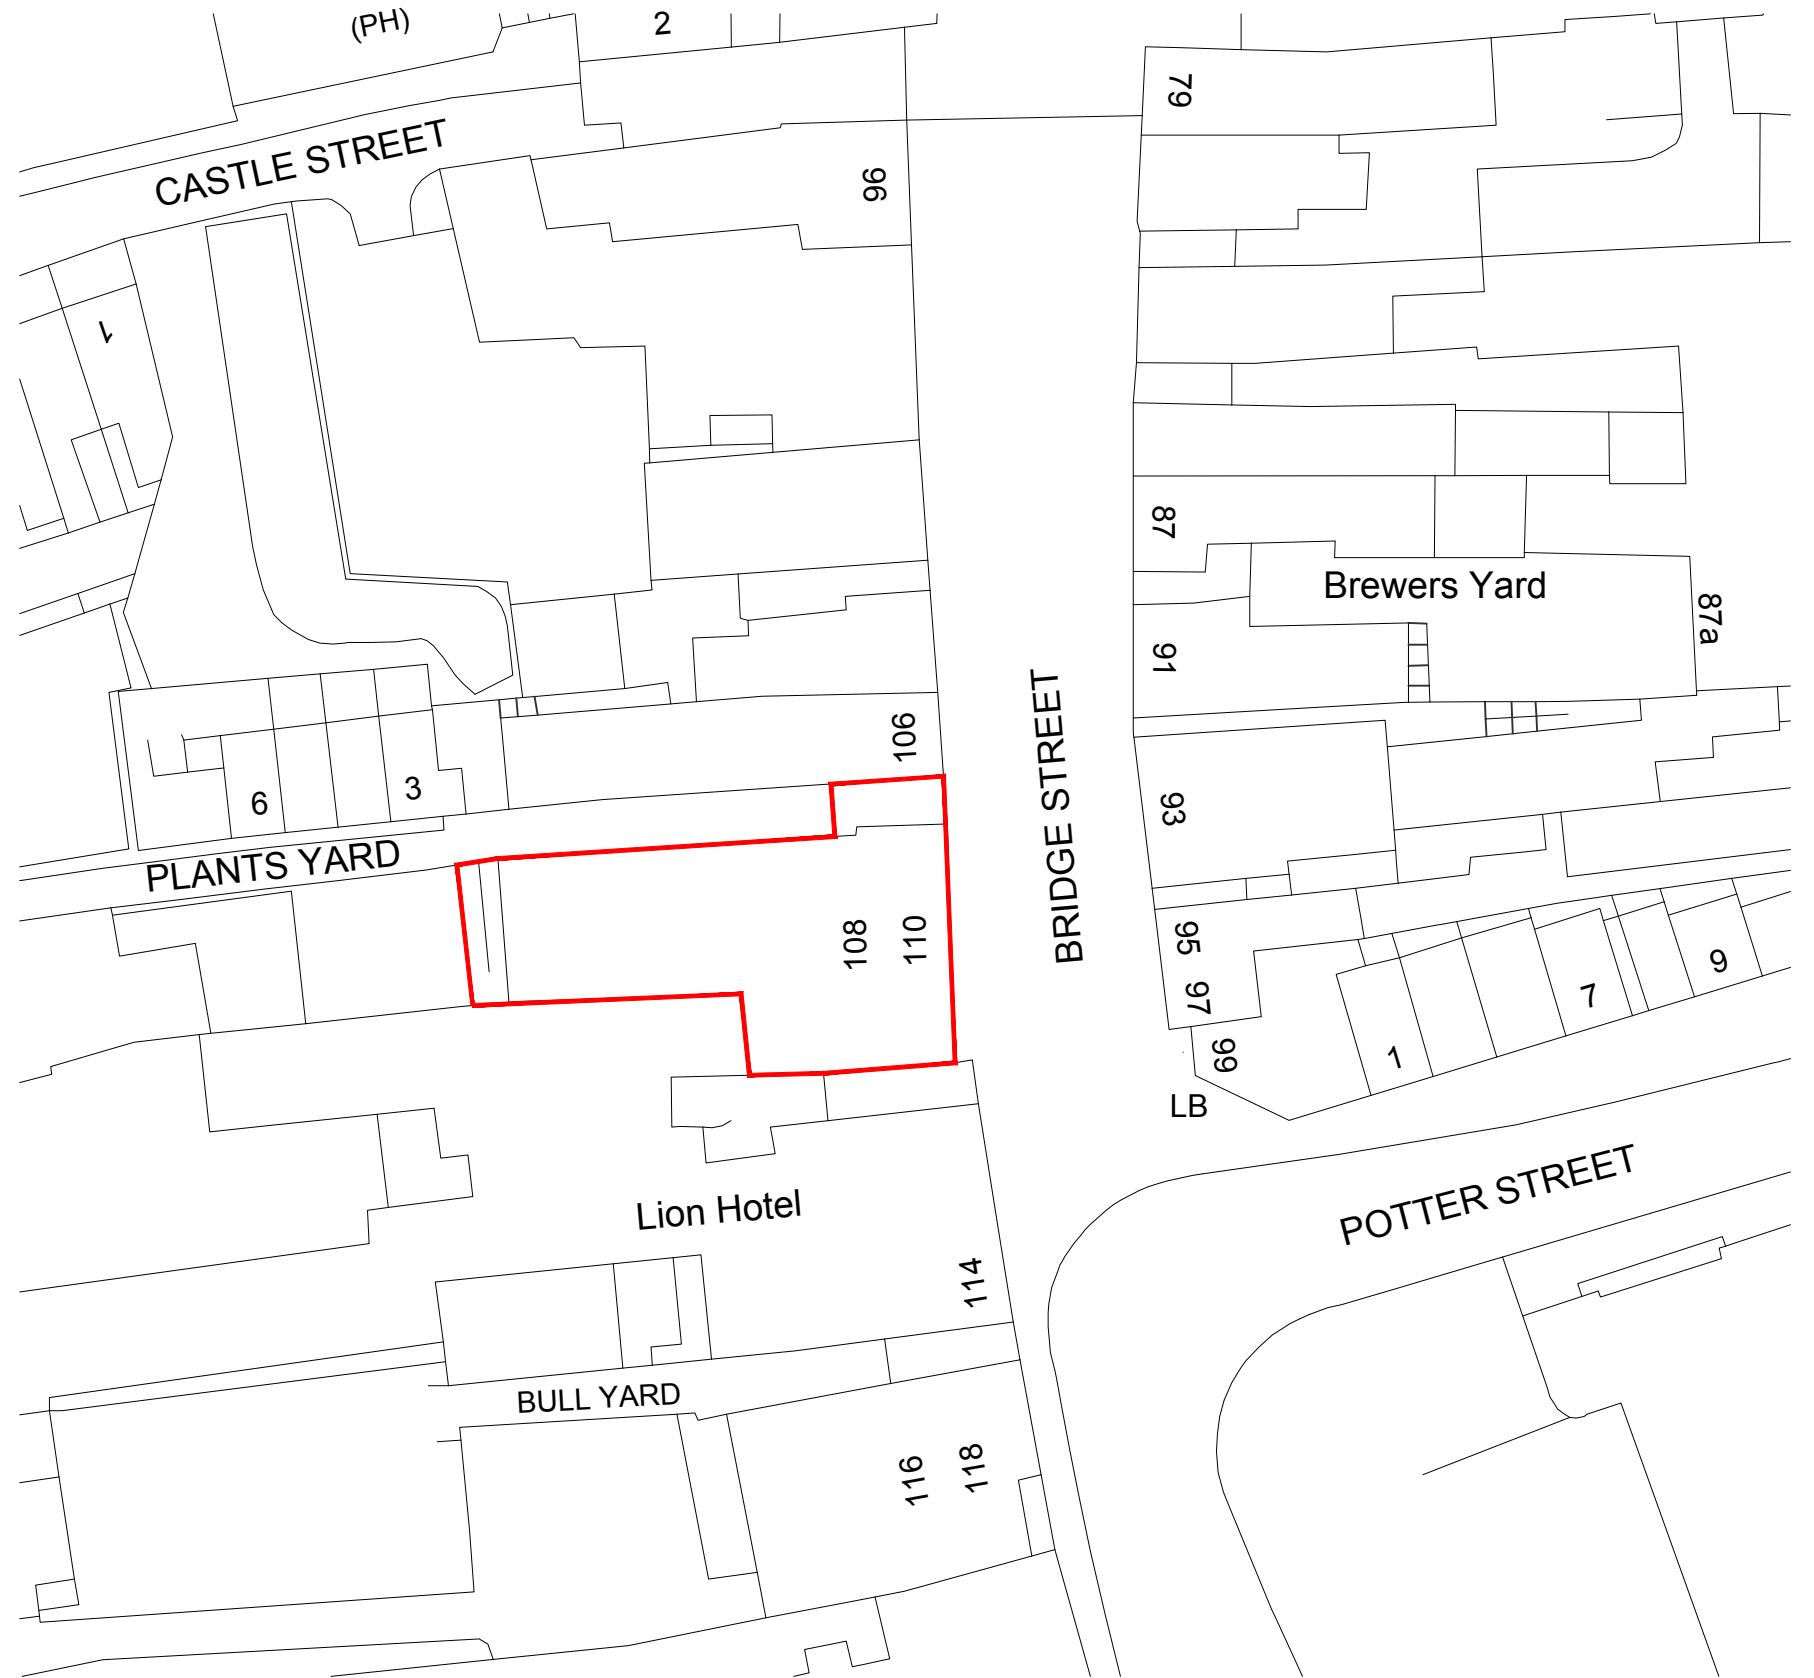 (PH)
2
79
CASTLE STREET
96
1
87
Brewers Yard
87a
91
BRIDGE STREET
106
3
6
93
PLANTS YARD
108
110
95
97
99
1
7
9
LB
POTTER STREET
Lion Hotel
114
BULL YARD
116
118